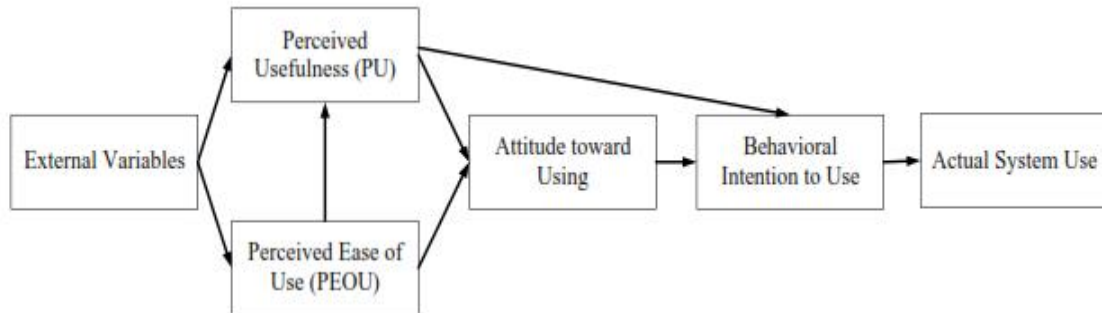 Perceived
Usefulness (PU)
External Variables
Attitude toward
Using
Behavioral
Intention to Use
Actual System Use
Perceived Ease of
Use (PEOU)